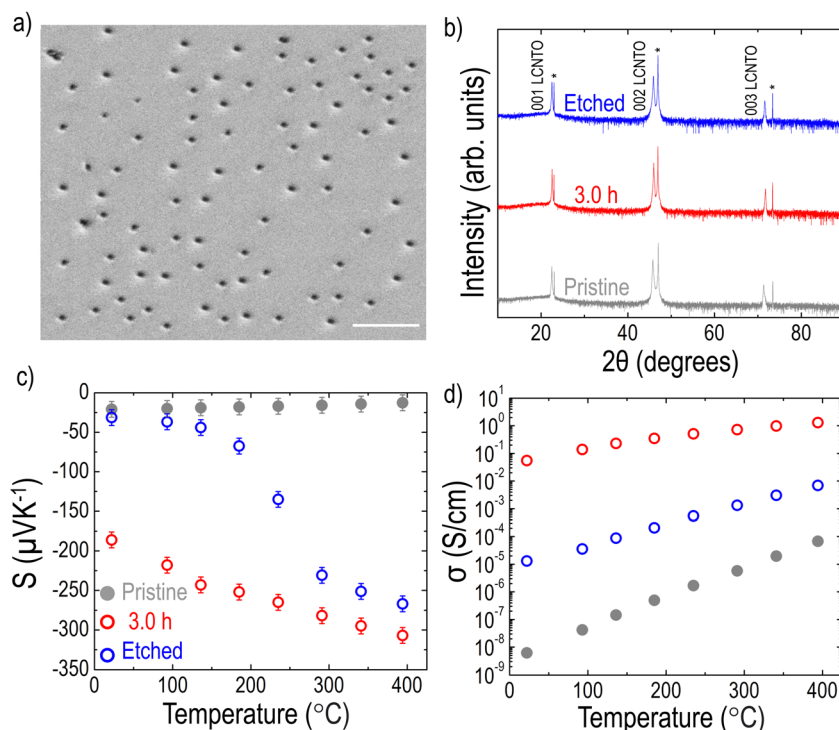 a)
b)
001 LCNTO
*
002 LCNTO
*
003 LCNTO
*
Etched
3.0 h
Pristine
Intensity (arb. units)
20 40 60 80
2θ (degrees)
c)
0
-50
-100
-150
-200
-250
-300
-350
S (µVK⁻¹)
Pristine
3.0 h
Etched
0 100 200 300 400
Temperature (°C)
d)
10¹
10⁰
10⁻¹
10⁻²
10⁻³
10⁻⁴
10⁻⁵
10⁻⁶
10⁻⁷
10⁻⁸
10⁻⁹
σ (S/cm)
0 100 200 300 400
Temperature (°C)